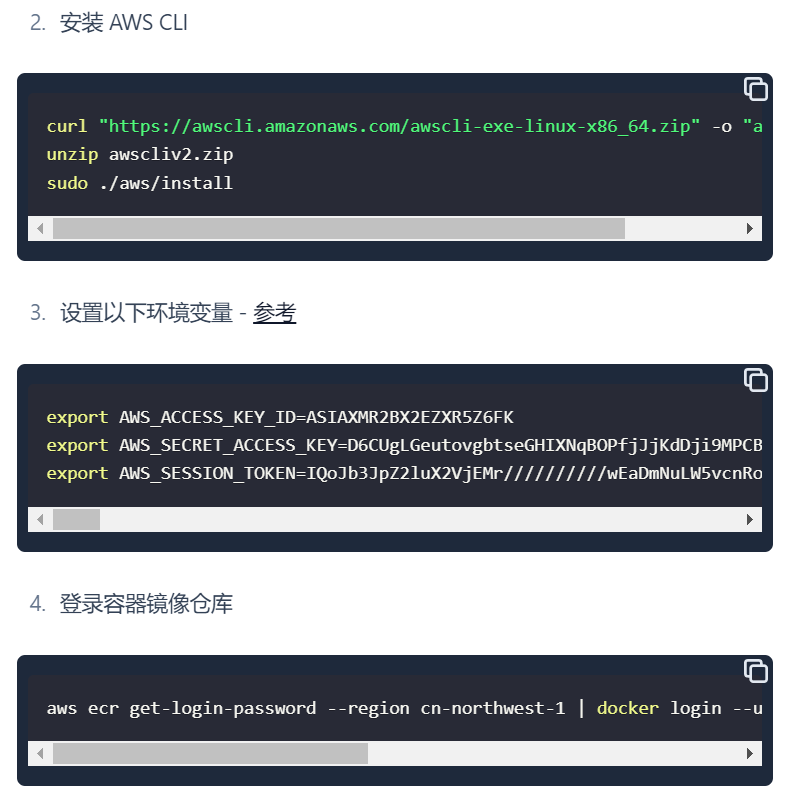 2. 安装 AWS CLI
curl "https://awscli.amazonaws.com/awscli-exe-linux-x86_64.zip" -o "a
unzip awscliv2.zip
sudo ./aws/install
3. 设置以下环境变量 - 参考
export AWS_ACCESS_KEY_ID=ASIAXMR2BX2EZXR5Z6FK
export AWS_SECRET_ACCESS_KEY=D6CUgLGeutovgbtseGHIXNqBOPfjJjKdDji9MPCB
export AWS_SESSION_TOKEN=IQoJb3JpZ2luX2VjEMr//////////wEaDmNuLW5vcnRo
4. 登录容器镜像仓库
aws ecr get-login-password --region cn-northwest-1 | docker login --u